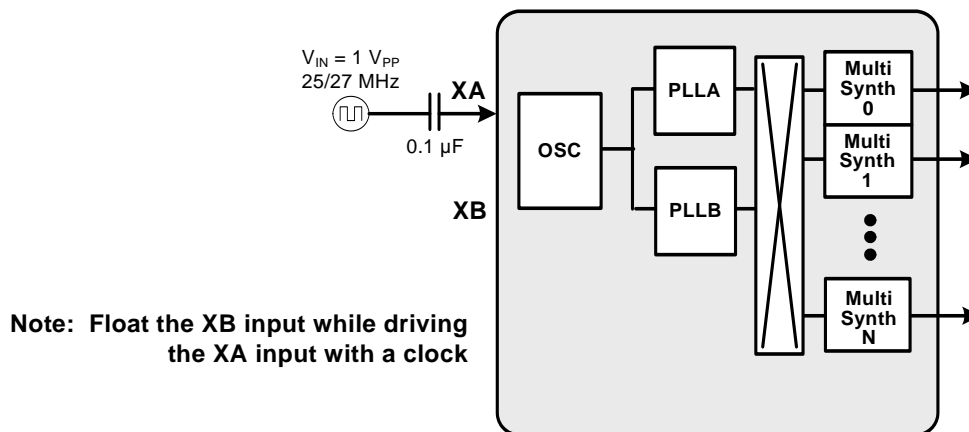 V_IN = 1 V_PP
25/27 MHz
XA
0.1 µF
XB
OSC
PLLA
PLLB
Multi
Synth
0
Multi
Synth
1
Multi
Synth
N
Note: Float the XB input while driving
the XA input with a clock